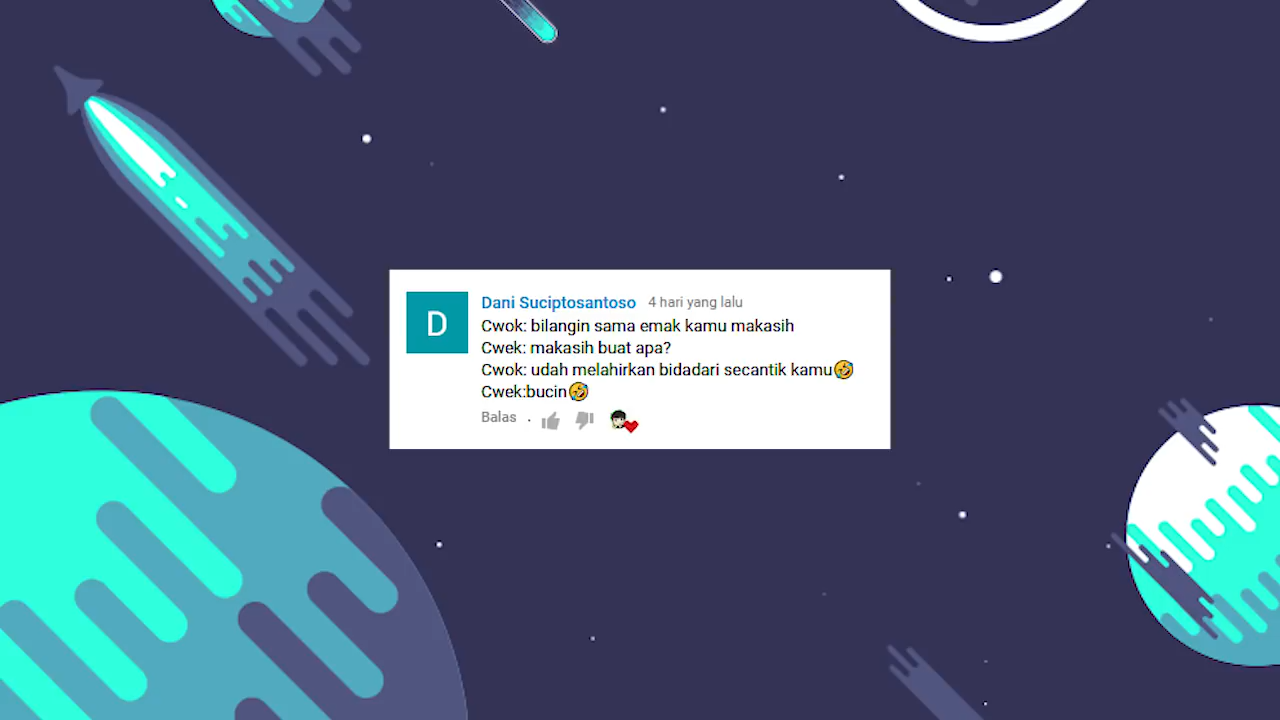 D
Dani Suciptosantoso 4 hari yang lalu
Cwok: bilangin sama emak kamu makasih
Cwek: makasih buat apa?
Cwok: udah melahirkan bidadari secantik kamu🤣
Cwek:bucin🤣
Balas ·